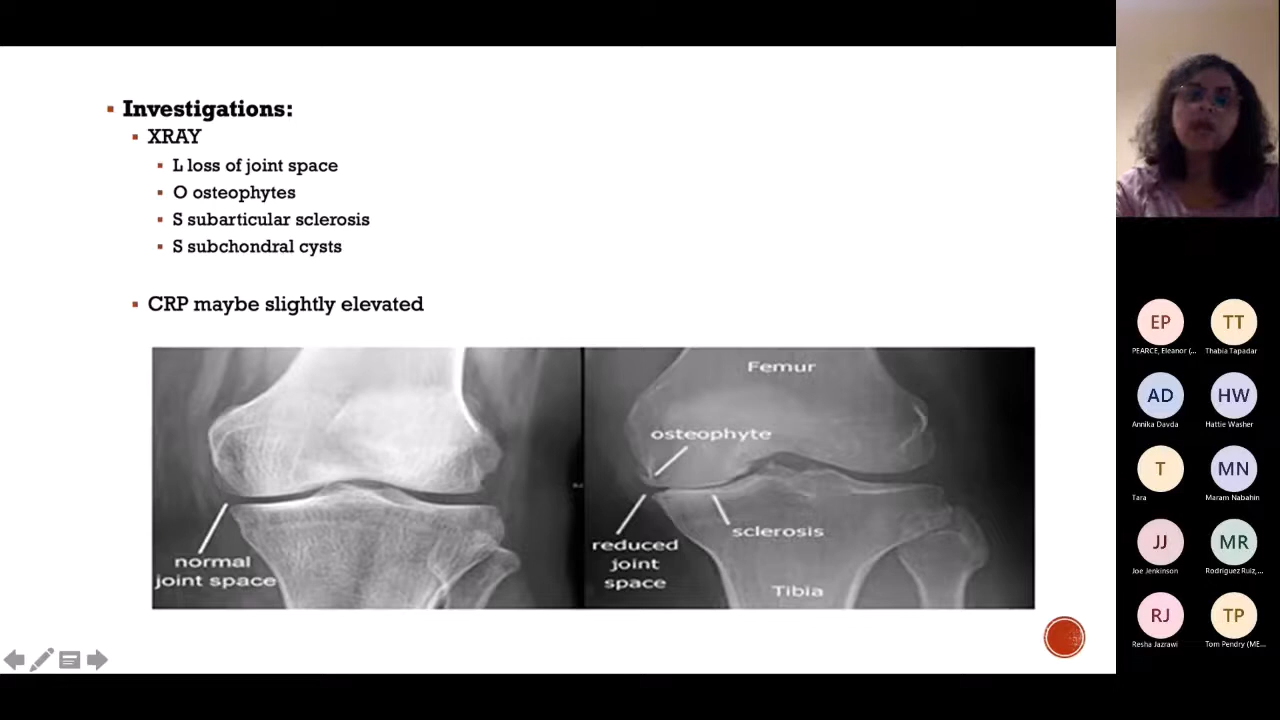 Investigations:
XRAY
L loss of joint space
O osteophytes
S subarticular sclerosis
S subchondral cysts
CRP maybe slightly elevated
normal
joint space
Femur
osteophyte
sclerosis
reduced
joint
space
Tibia
EP
PEARCE, Eleanor (...
TT
Thabia Tapadar
AD
Annika Davda
HW
Hattie Washer
T
Tara
MN
Maram Nabahin
JJ
Joe Jenkinson
MR
Rodriguez Ruiz,...
RJ
Resha Jazrawi
TP
Tom Pendry (ME...